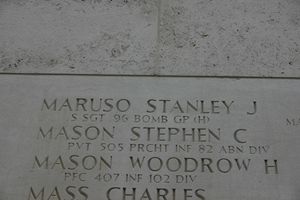 MARUSO STANLEY J
S SGT 96 BOMB GP (H)
MASON STEPHEN C
PVT 505 PRCHT INF 82 ABN DIV
MASON WOODROW H
PFC 407 INF 102 DIV
MASS CHARLES